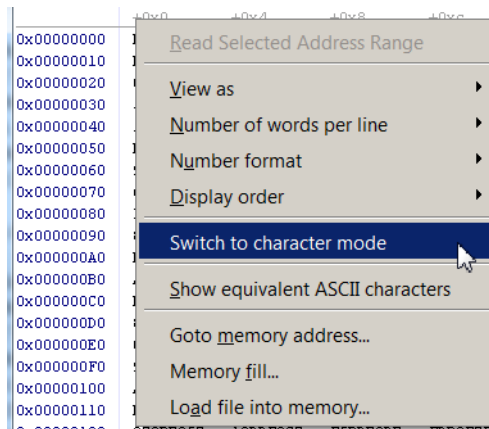 +0x0 +0x4 +0x8 +0xc
0x00000000
Read Selected Address Range
0x00000010
0x00000020
View as
0x00000030
Number of words per line
0x00000040
0x00000050
Number format
0x00000060
0x00000070
Display order
0x00000080
0x00000090
Switch to character mode
0x000000A0
0x000000B0
Show equivalent ASCII characters
0x000000C0
0x000000D0
Goto memory address...
0x000000E0
0x000000F0
Memory fill...
0x00000100
0x00000110
Load file into memory...